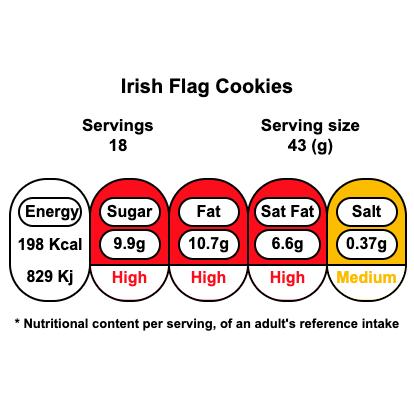 Irish Flag Cookies
Servings
18
Serving size
43 (g)
Energy
198 Kcal
829 Kj
Sugar
9.9g
High
Fat
10.7g
High
Sat Fat
6.6g
High
Salt
0.37g
Medium
* Nutritional content per serving, of an adult's reference intake